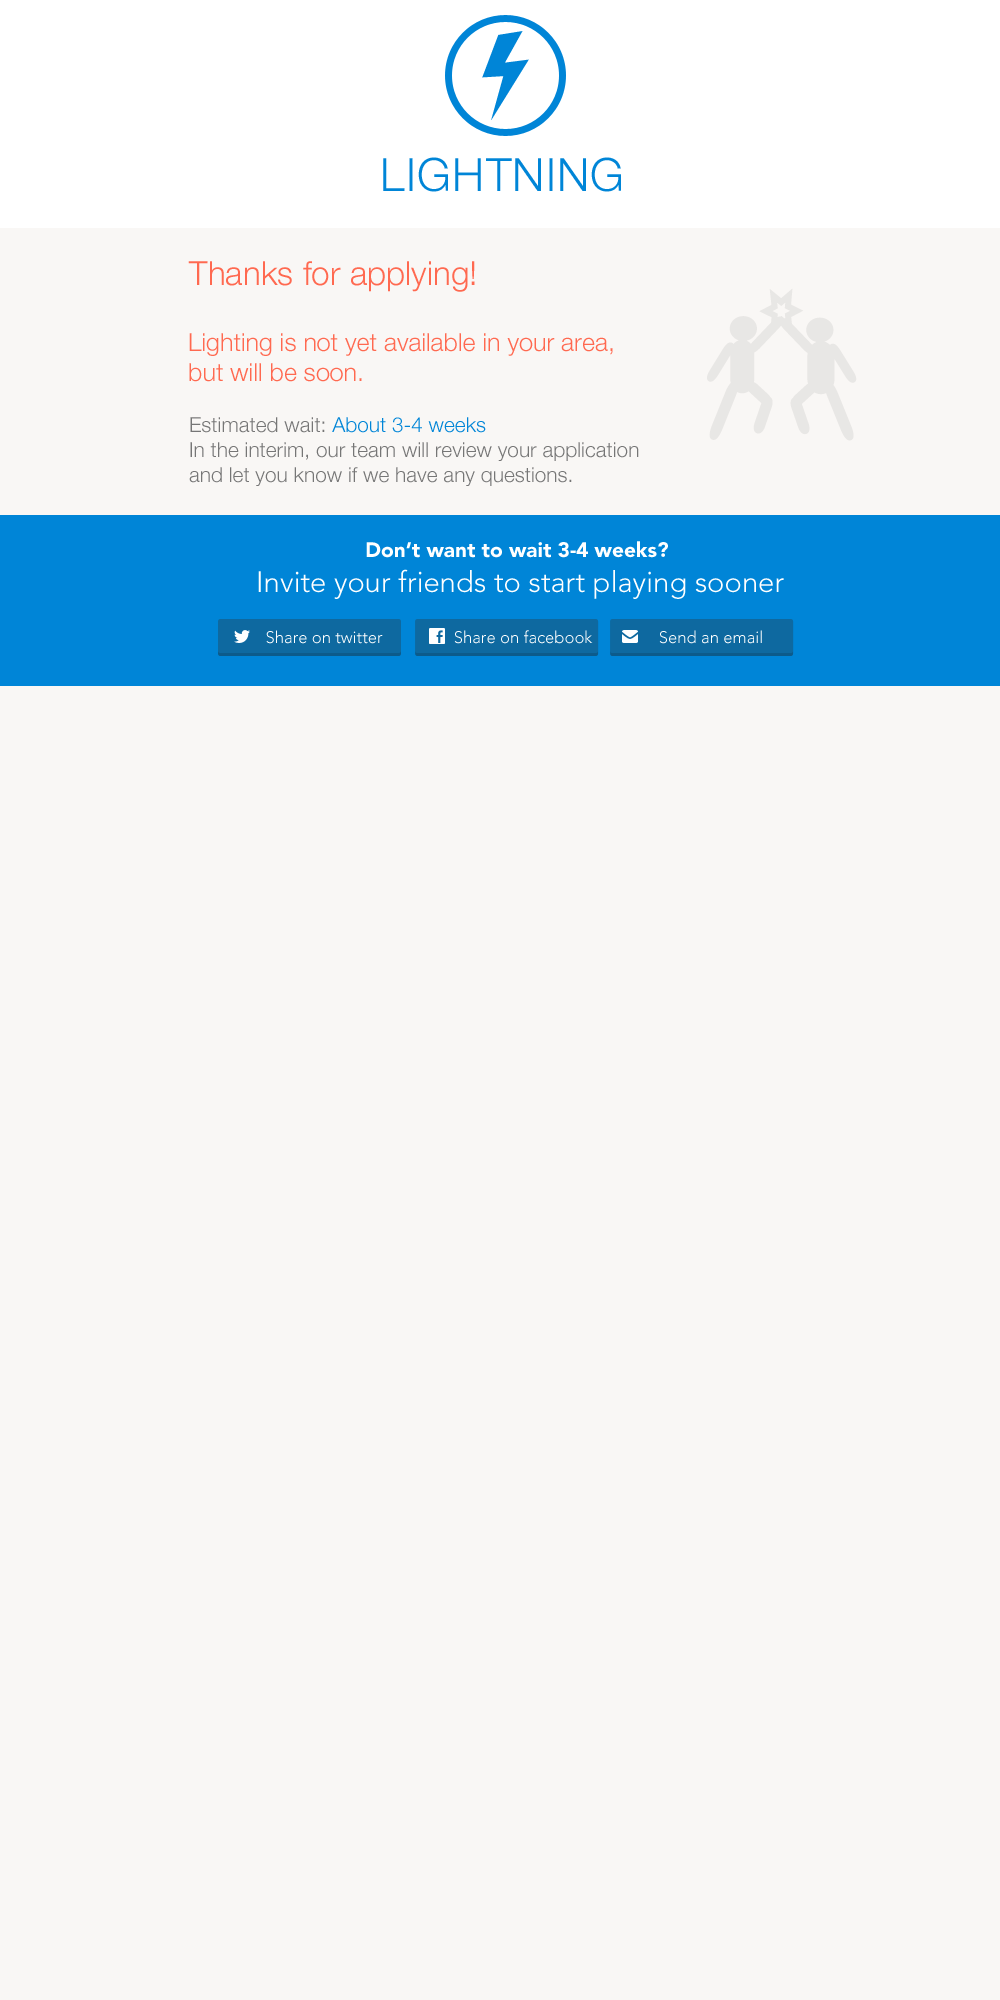 LIGHTNING
Thanks for applying!
Lighting is not yet available in your area,
but will be soon.
Estimated wait: About 3-4 weeks
In the interim, our team will review your application
and let you know if we have any questions.
Don’t want to wait 3-4 weeks?
Invite your friends to start playing sooner
Share on twitter
Share on facebook
Send an email